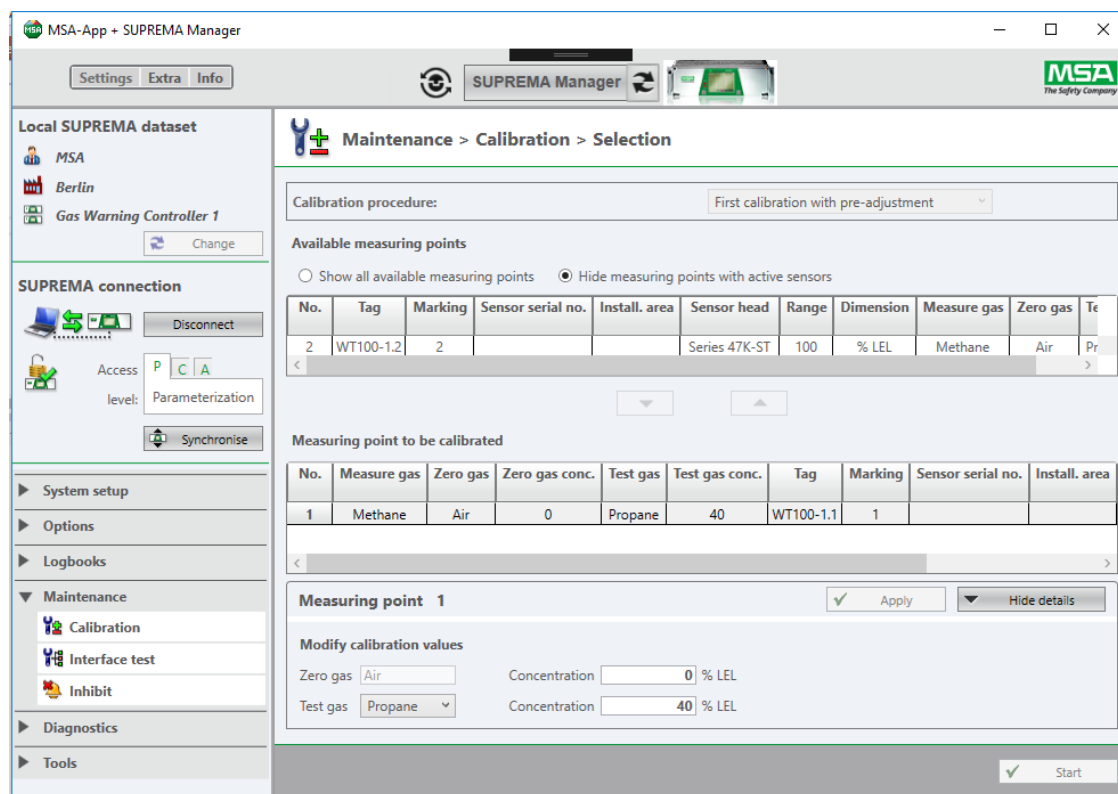 MSA-App + SUPREMA Manager
Settings Extra Info
SUPREMA Manager
MSA
The Safety Company
Local SUPREMA dataset
MSA
Berlin
Gas Warning Controller 1
Change
SUPREMA connection
Disconnect
Access level:
P C A
Parameterization
Synchronise
System setup
Options
Logbooks
Maintenance
Calibration
Interface test
Inhibit
Diagnostics
Tools
Maintenance > Calibration > Selection
Calibration procedure: First calibration with pre-adjustment
Available measuring points
Show all available measuring points Hide measuring points with active sensors
No. Tag Marking Sensor serial no. Install. area Sensor head Range Dimension Measure gas Zero gas Te
2 WT100-1.2 2 Series 47K-ST 100 % LEL Methane Air Pr
Measuring point to be calibrated
No. Measure gas Zero gas Zero gas conc. Test gas Test gas conc. Tag Marking Sensor serial no. Install. area
1 Methane Air 0 Propane 40 WT100-1.1 1
Measuring point 1
Apply
Hide details
Modify calibration values
Zero gas Air Concentration 0 % LEL
Test gas Propane Concentration 40 % LEL
Start